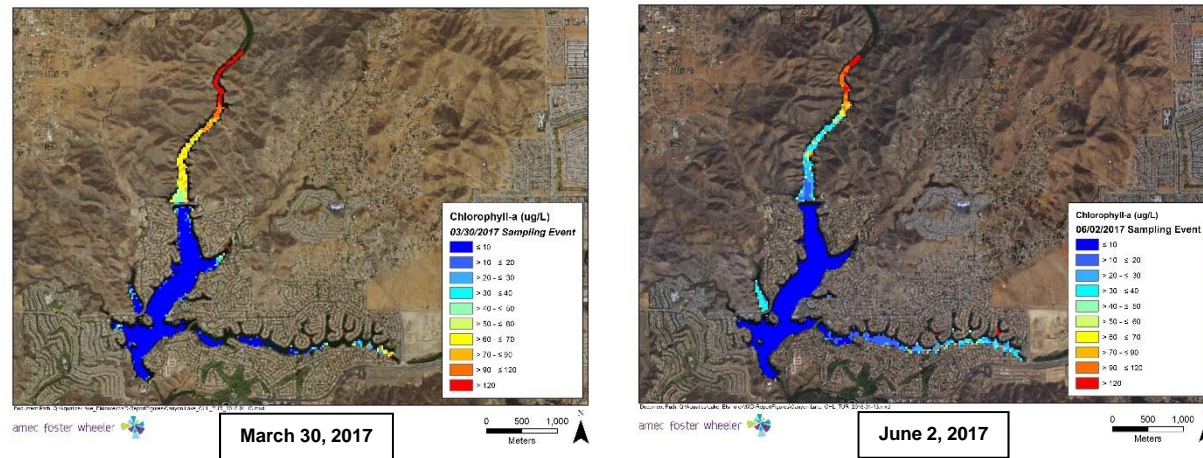 Chlorophyll-a (ug/L)
03/30/2017 Sampling Event
≤ 10
> 10 - ≤ 20
> 20 - ≤ 30
> 30 ≤ 40
> 40 - ≤ 50
> 50 - ≤ 60
> 60 - ≤ 70
> 70 - ≤ 90
> 90 ≤ 120
> 120
amec foster wheeler
March 30, 2017
0 500 1,000
Meters
N
Chlorophyll-a (ug/L)
06/02/2017 Sampling Event
≤ 10
> 10 ≤ 20
> 20 - ≤ 30
> 30 ≤ 40
> 40 - ≤ 50
> 50 - ≤ 60
> 60 - ≤ 70
> 70 - ≤ 90
> 90 ≤ 120
> 120
amec foster wheeler
June 2, 2017
0 500 1,000
Meters